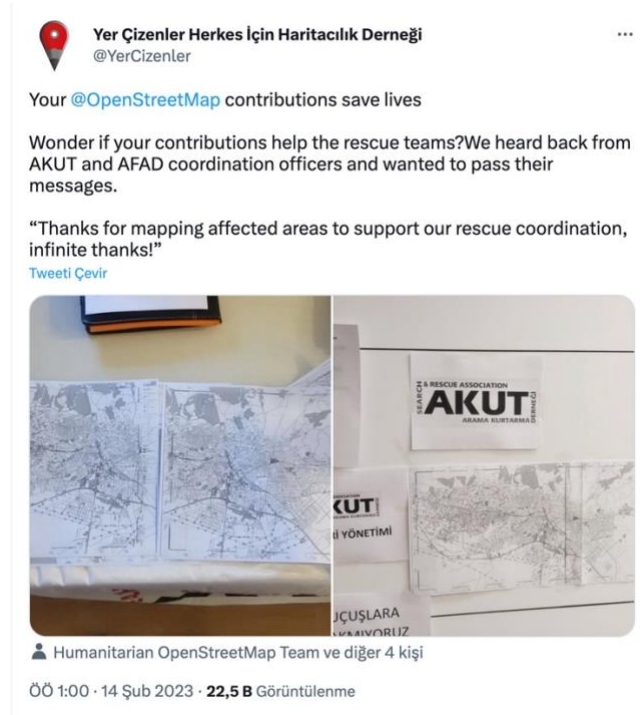 Yer Çizenler Herkes İçin Haritacılık Derneği
@YerCizenler
Your @OpenStreetMap contributions save lives
Wonder if your contributions help the rescue teams?We heard back from
AKUT and AFAD coordination officers and wanted to pass their
messages.
“Thanks for mapping affected areas to support our rescue coordination,
infinite thanks!”
Tweeti Çevir
SEARCH & RESCUE ASSOCIATION
AKUT
ARAMA KURTARMA DERNEĞİ
KUT
İ YÖNETİMİ
UÇUŞLARA
Humanitarian OpenStreetMap Team ve diğer 4 kişi
ÖÖ 1:00 · 14 Şub 2023 · 22,5 B Görüntülenme